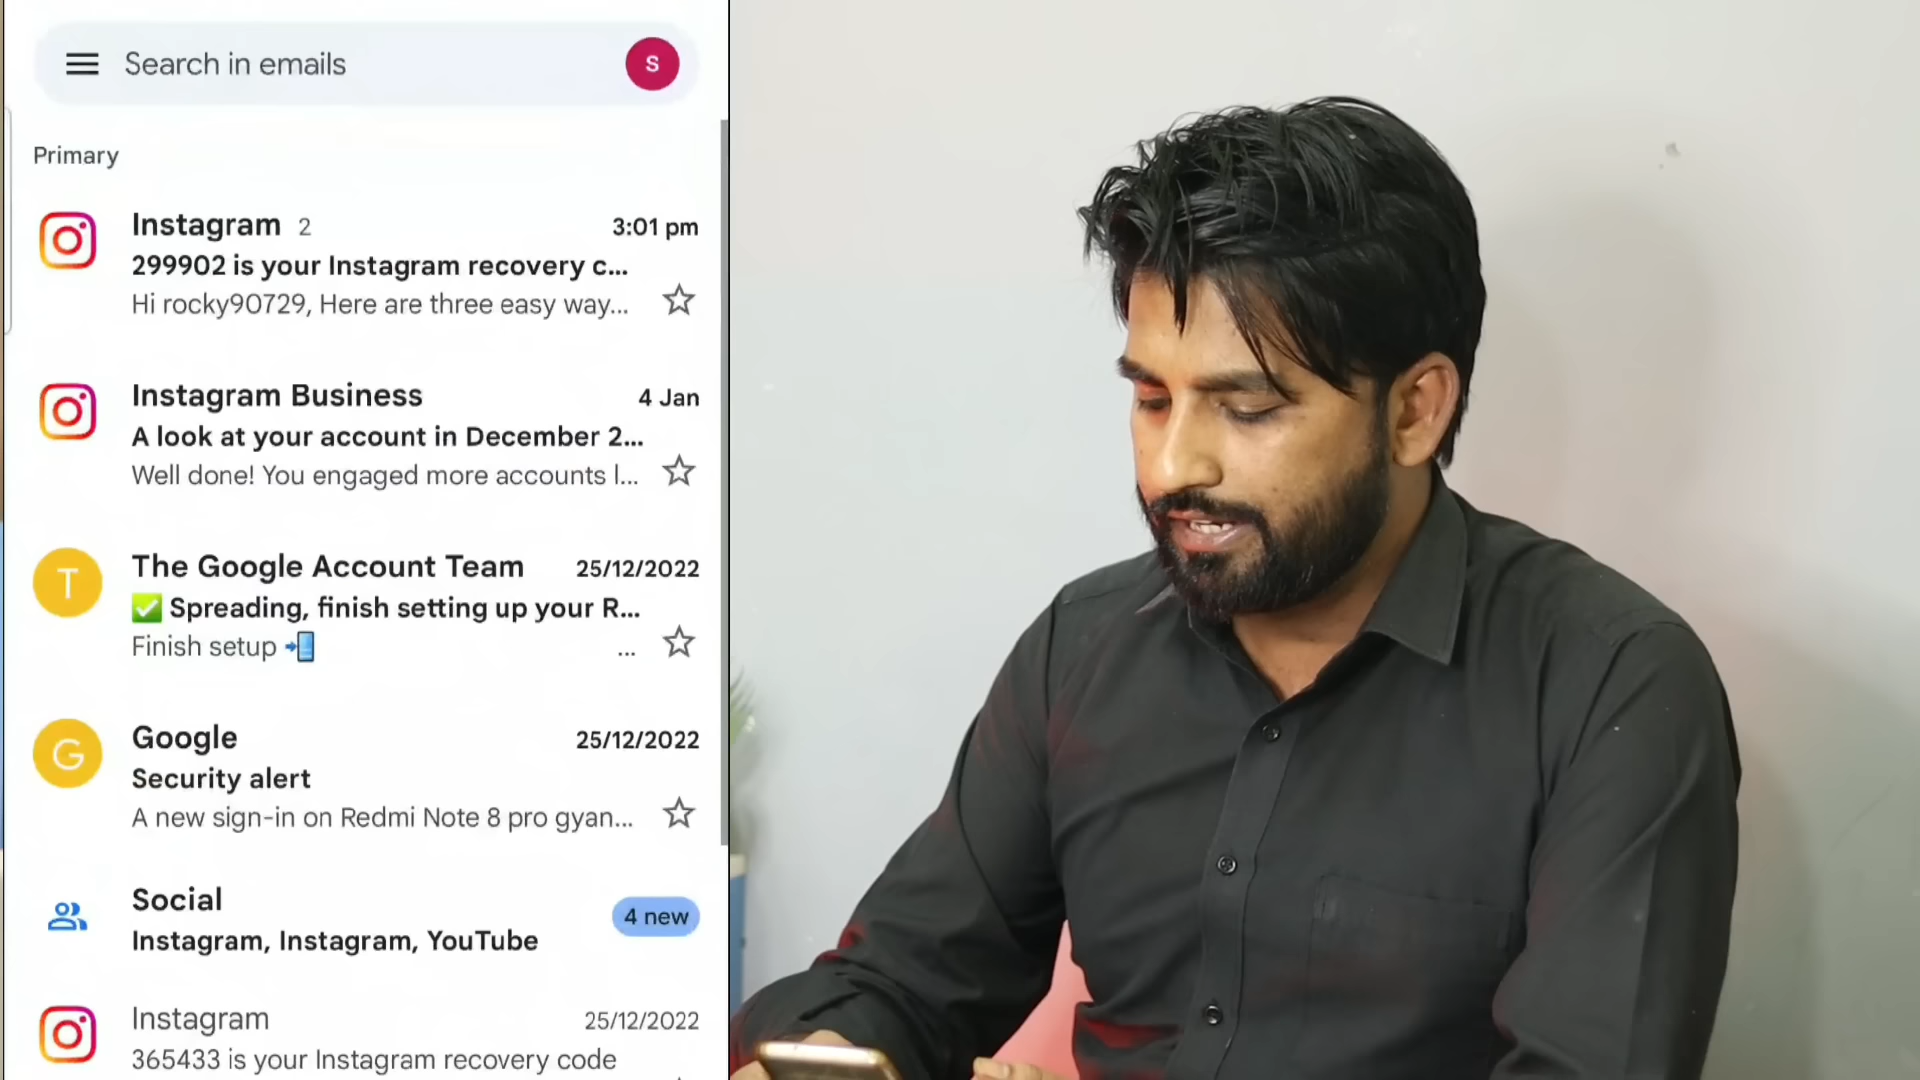 Search in emails
S
Primary
Instagram 2
3:01 pm
299902 is your Instagram recovery c...
Hi rocky90729, Here are three easy way...
Instagram Business
4 Jan
A look at your account in December 2...
Well done! You engaged more accounts l...
T
The Google Account Team
25/12/2022
✅ Spreading, finish setting up your R...
Finish setup 📲 ...
G
Google
25/12/2022
Security alert
A new sign-in on Redmi Note 8 pro gyan...
Social
4 new
Instagram, Instagram, YouTube
Instagram
25/12/2022
365433 is your Instagram recovery code